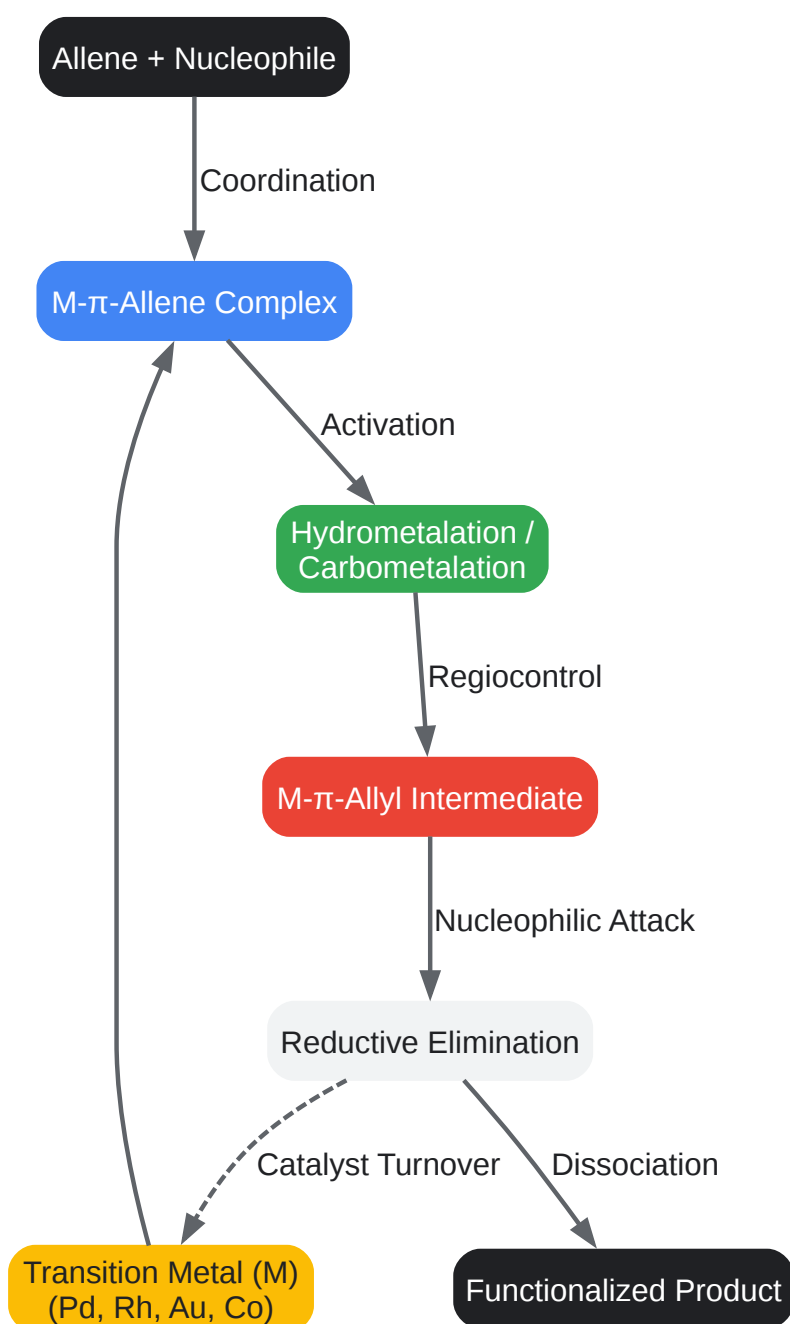 Allene + Nucleophile
Coordination
M-π-Allene Complex
Activation
Hydrometalation /
Carbometalation
Regiocontrol
M-π-Allyl Intermediate
Nucleophilic Attack
Reductive Elimination
Catalyst Turnover
Dissociation
Transition Metal (M)
(Pd, Rh, Au, Co)
Functionalized Product